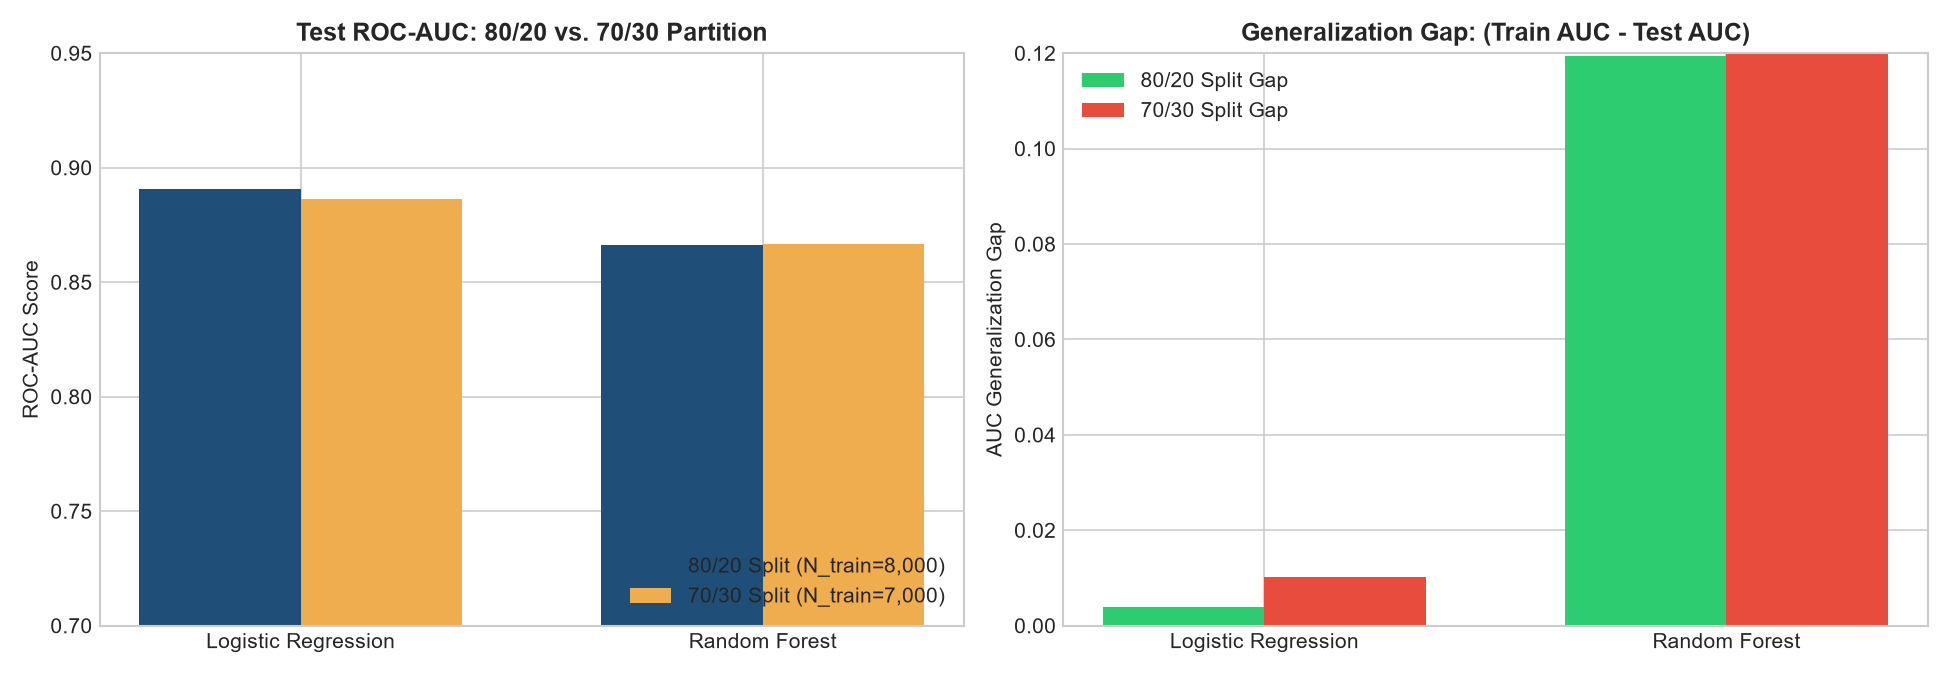 Test ROC-AUC: 80/20 vs. 70/30 Partition
ROC-AUC Score
0.95
0.90
0.85
0.80
0.75
0.70
80/20 Split (N_train=8,000)
70/30 Split (N_train=7,000)
Logistic Regression
Random Forest
Generalization Gap: (Train AUC - Test AUC)
AUC Generalization Gap
0.12
0.10
0.08
0.06
0.04
0.02
0.00
80/20 Split Gap
70/30 Split Gap
Logistic Regression
Random Forest